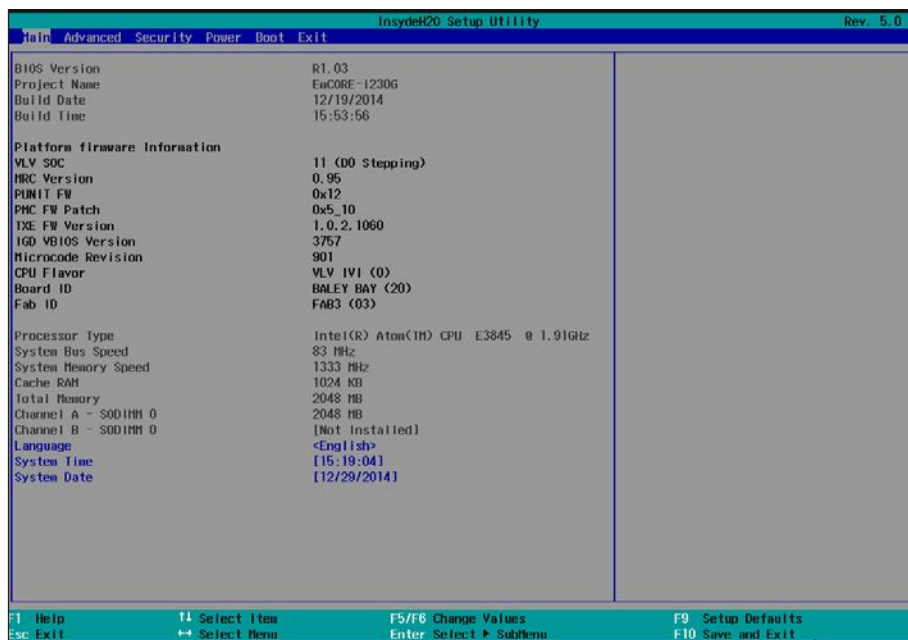 InsydeH2O Setup Utility Rev. 5.0
Main Advanced Security Power Boot Exit
BIOS Version R1.03
Project Name EmCORE-i230G
Build Date 12/19/2014
Build Time 15:53:56
Platform firmware Information
VLV SOC 11 (D0 Stepping)
MRC Version 0.95
PUNIT FW 0x12
PMC FW Patch 0x5_10
TXE FW Version 1.0.2.1060
IGD VBIOS Version 3757
Microcode Revision 901
CPU Flavor VLV IVI (0)
Board ID BALEY BAY (20)
Fab ID FAB3 (03)
Processor Type Intel(R) Atom(TM) CPU E3845 @ 1.91GHz
System Bus Speed 83 MHz
System Memory Speed 1333 MHz
Cache RAM 1024 KB
Total Memory 2048 MB
Channel A - SODIMM 0 2048 MB
Channel B - SODIMM 0 [Not Installed]
Language <English>
System Time [15:19:04]
System Date [12/29/2014]
F1 Help ↑↓ Select Item F5/F6 Change Values F9 Setup Defaults
Esc Exit ↔ Select Menu Enter Select ▶ SubMenu F10 Save and Exit